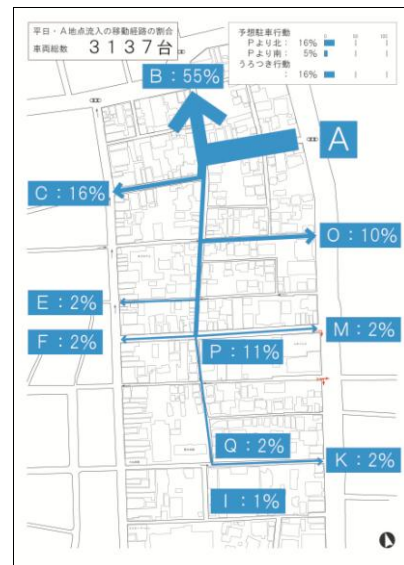 平日・A地点流入の移動経路の割合
車両総数 3137台
予想駐車行動
Pより北: 16%
Pより南: 5%
うろつき行動
: 16%
B:55%
A
C:16%
O:10%
E:2%
M:2%
F:2%
P:11%
Q:2%
K:2%
I:1%